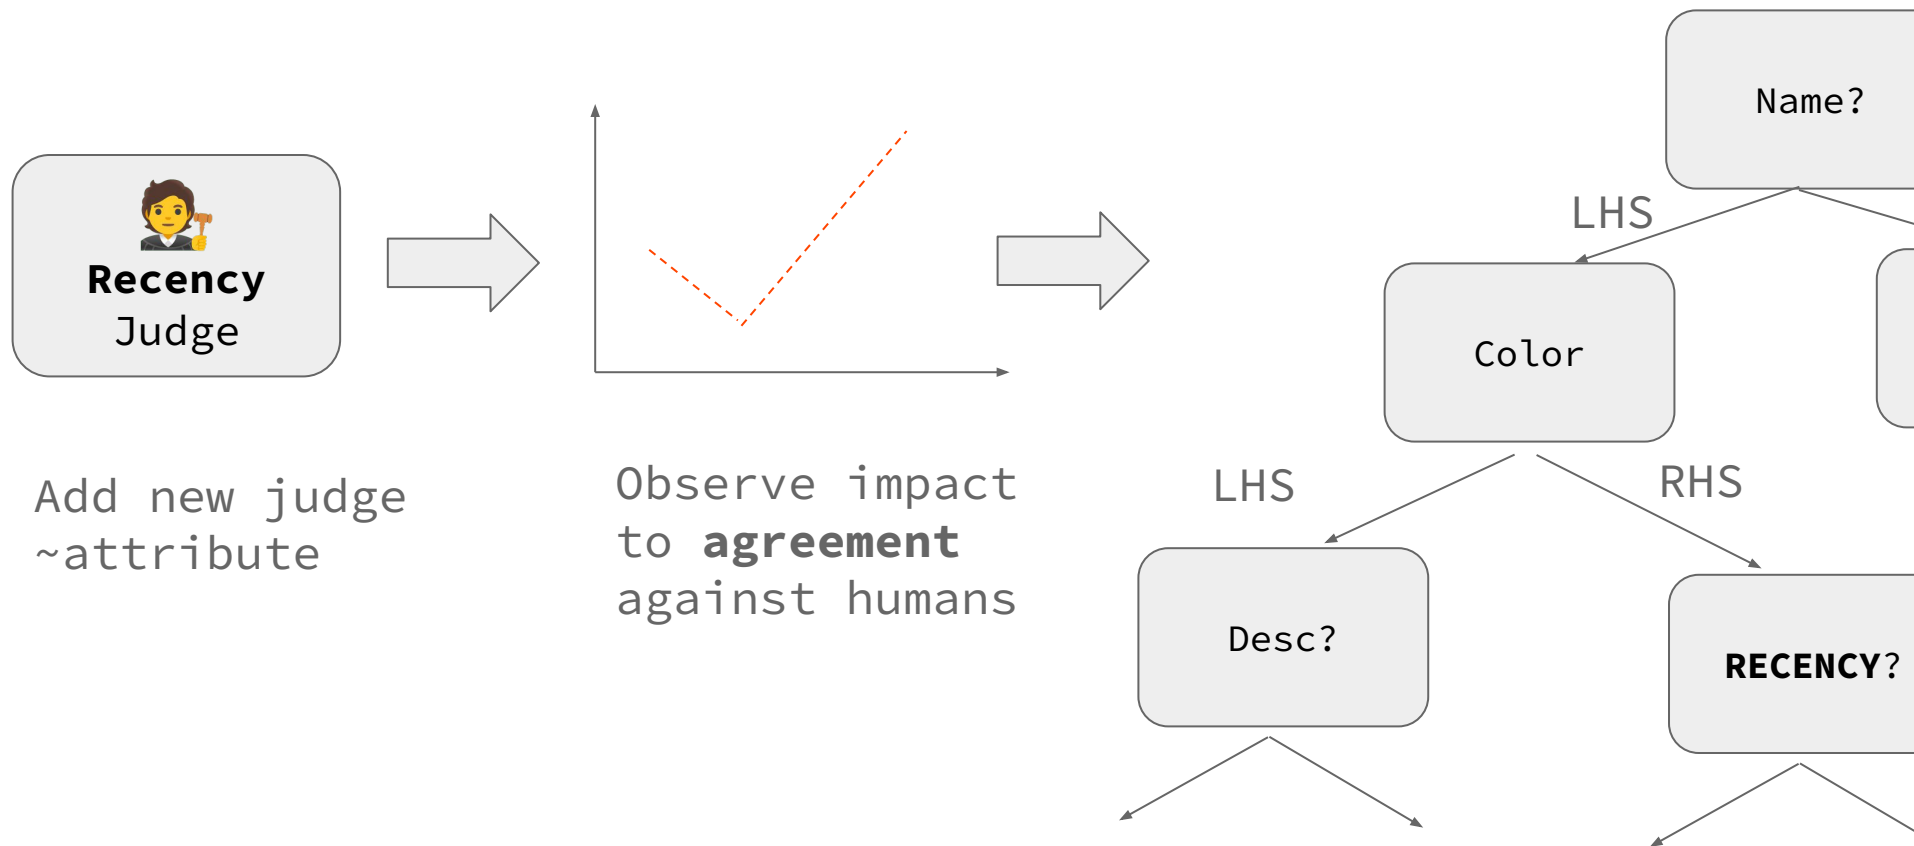 Recency
Judge
Add new judge
~attribute
Observe impact
to agreement
against humans
Name?
LHS
Color
LHS
RHS
Desc?
RECENCY?